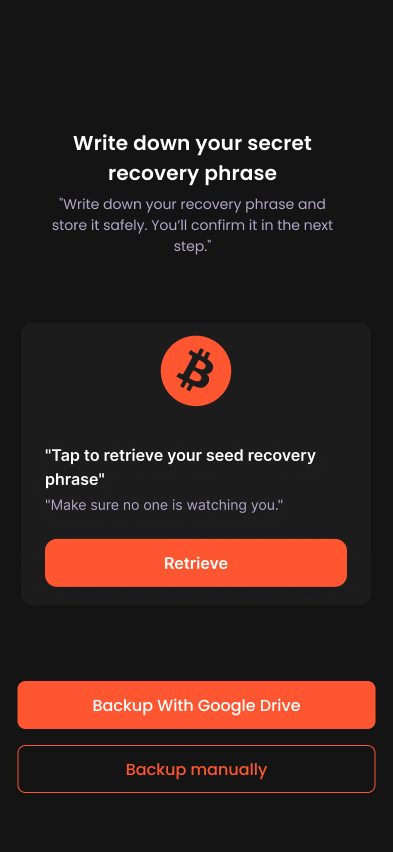 Write down your secret
recovery phrase
"Write down your recovery phrase and
store it safely. You’ll confirm it in the next
step."
"Tap to retrieve your seed recovery
phrase"
"Make sure no one is watching you."
Retrieve
Backup With Google Drive
Backup manually